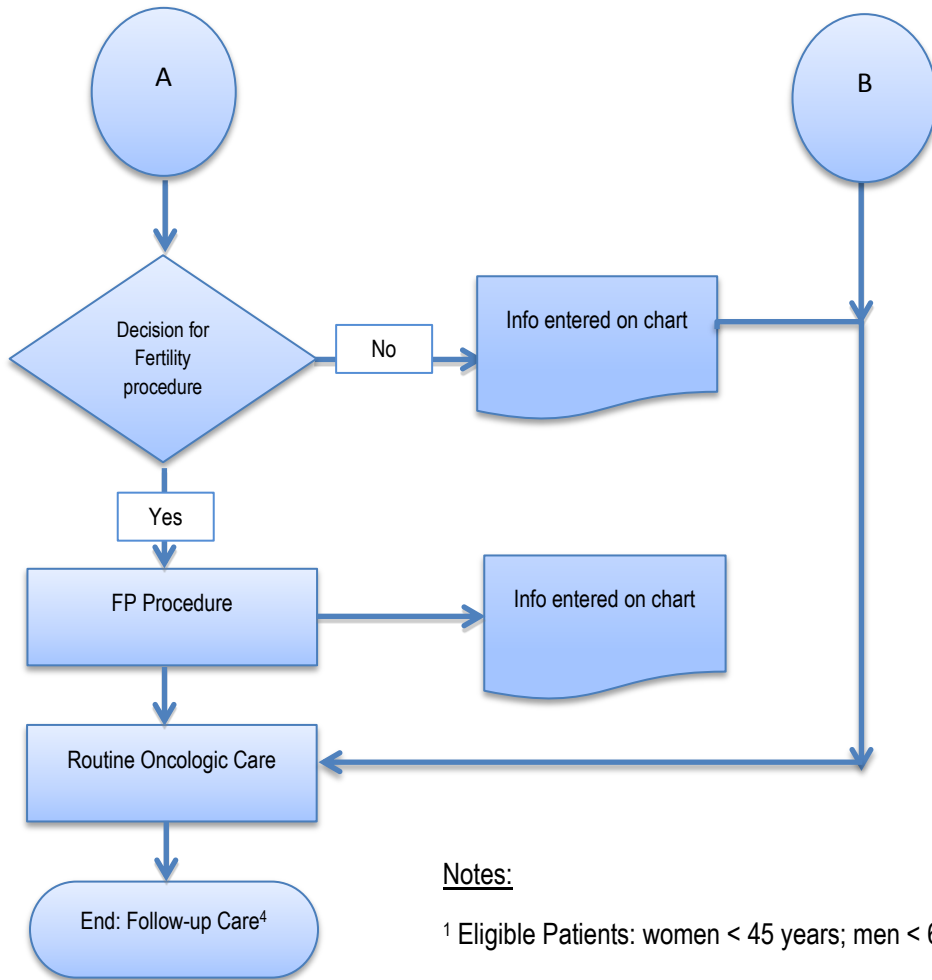 A
B
Decision for
Fertility
procedure
No
Info entered on chart
Yes
FP Procedure
Info entered on chart
Routine Oncologic Care
End: Follow-up Care⁴
Notes:
¹ Eligible Patients: women < 45 years; men < 6